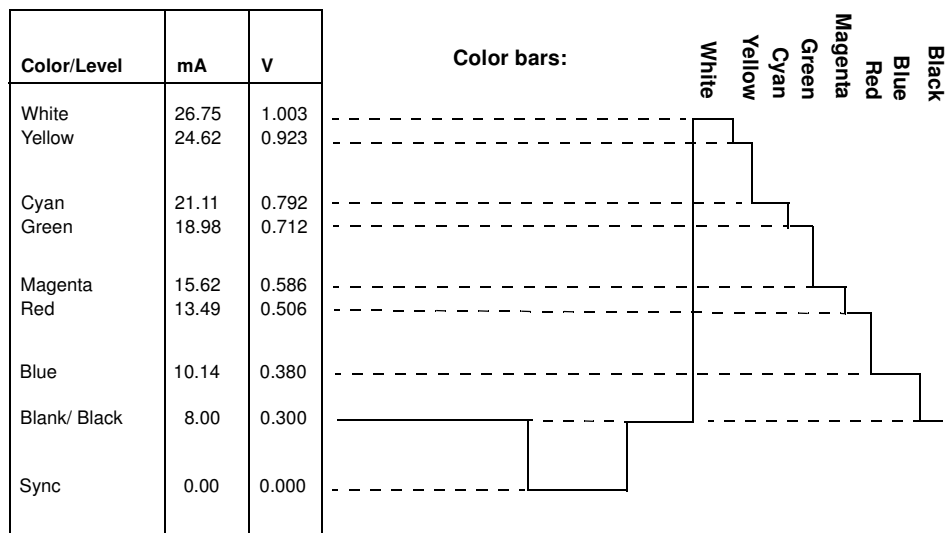 Color/Level mA V
White 26.75 1.003
Yellow 24.62 0.923
Cyan 21.11 0.792
Green 18.98 0.712
Magenta 15.62 0.586
Red 13.49 0.506
Blue 10.14 0.380
Blank/ Black 8.00 0.300
Sync 0.00 0.000
Color bars:
White
Yellow
Cyan
Green
Magenta
Red
Blue
Black